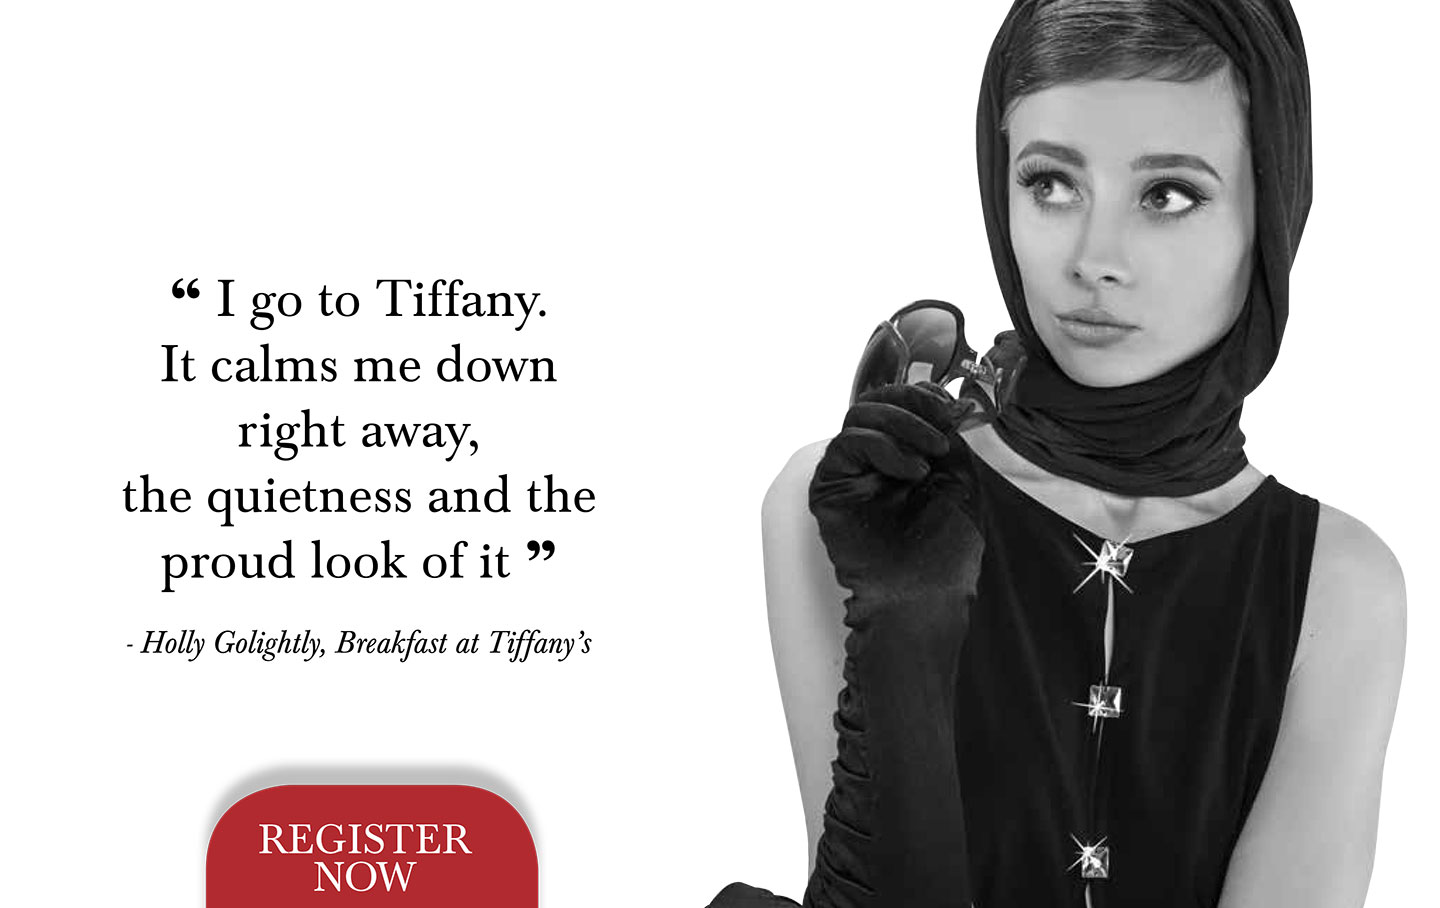 “ I go to Tiffany.
It calms me down
right away,
the quietness and the
proud look of it ”
- Holly Golightly, Breakfast at Tiffany’s
REGISTER
NOW